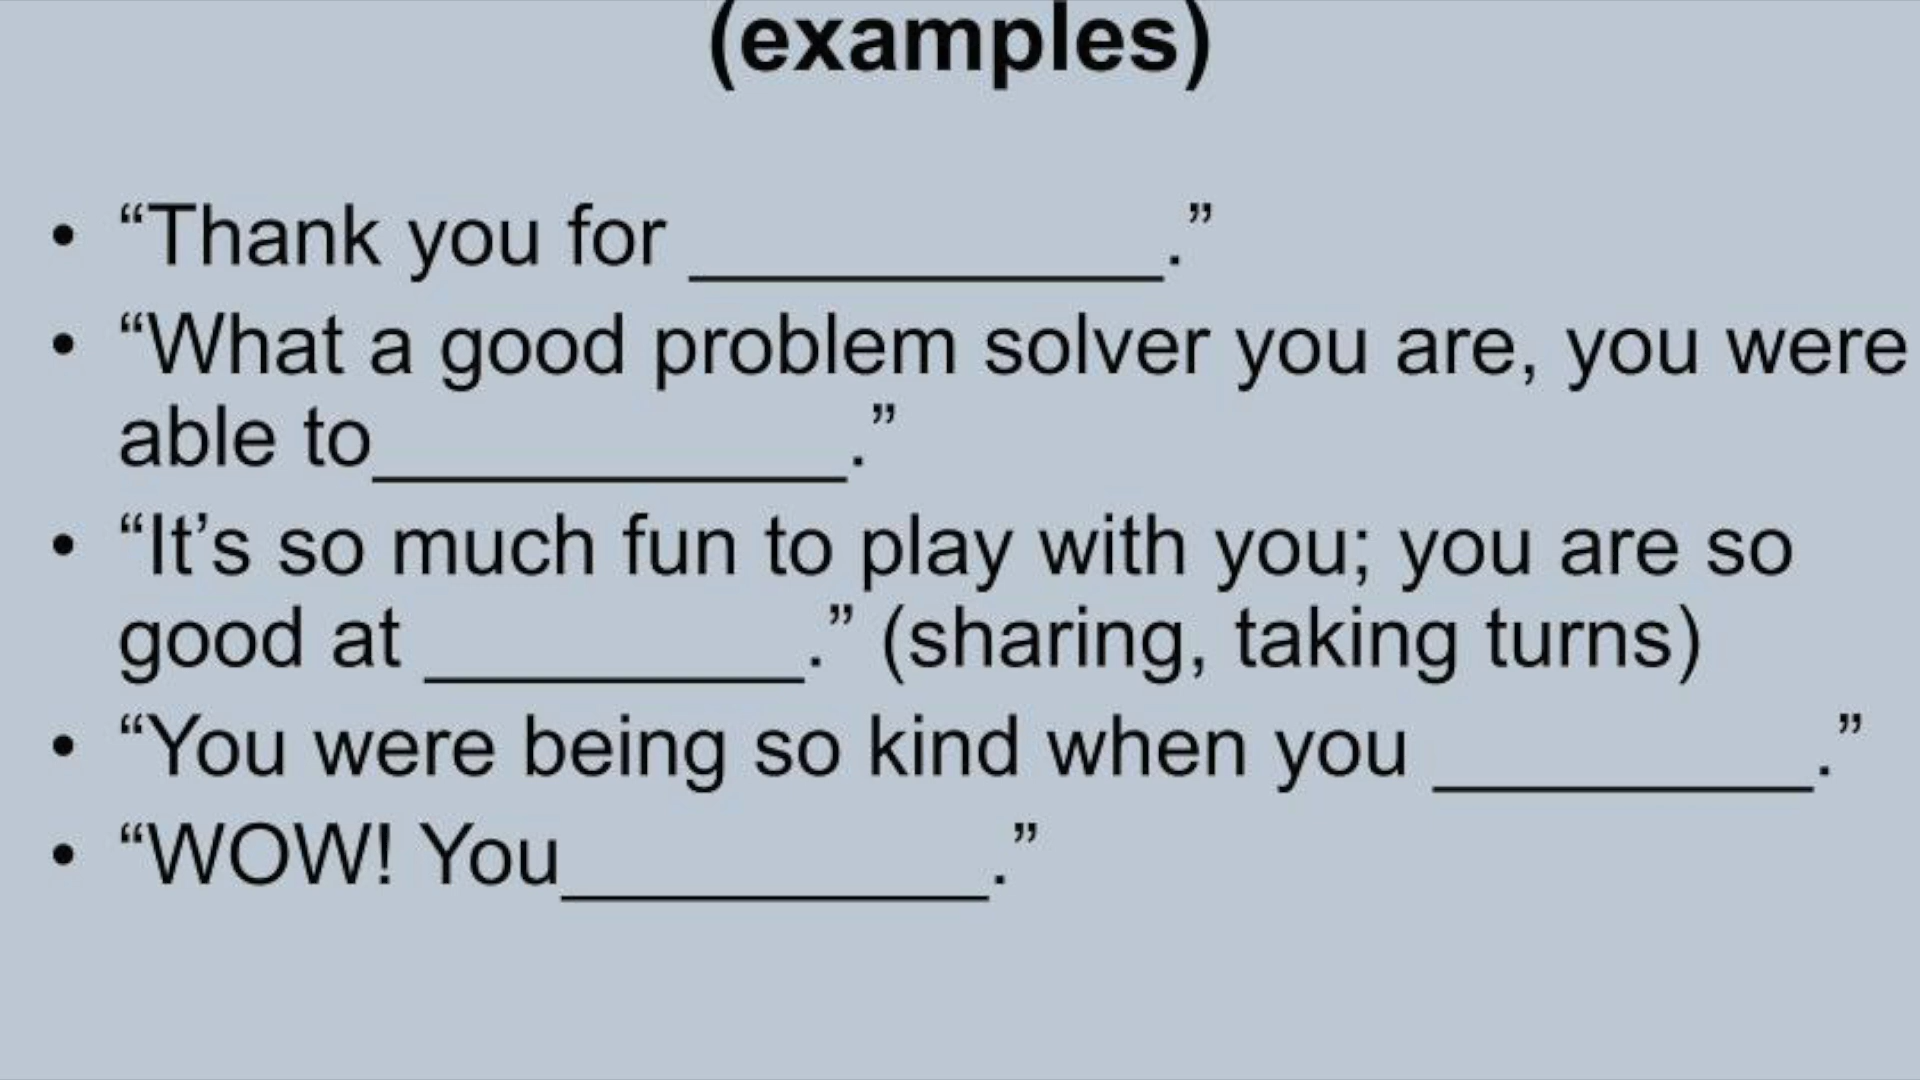 (examples)
• “Thank you for ___________.”
• “What a good problem solver you are, you were
able to___________.”
• “It’s so much fun to play with you; you are so
good at _________.” (sharing, taking turns)
• “You were being so kind when you _________.”
• “WOW! You__________.”